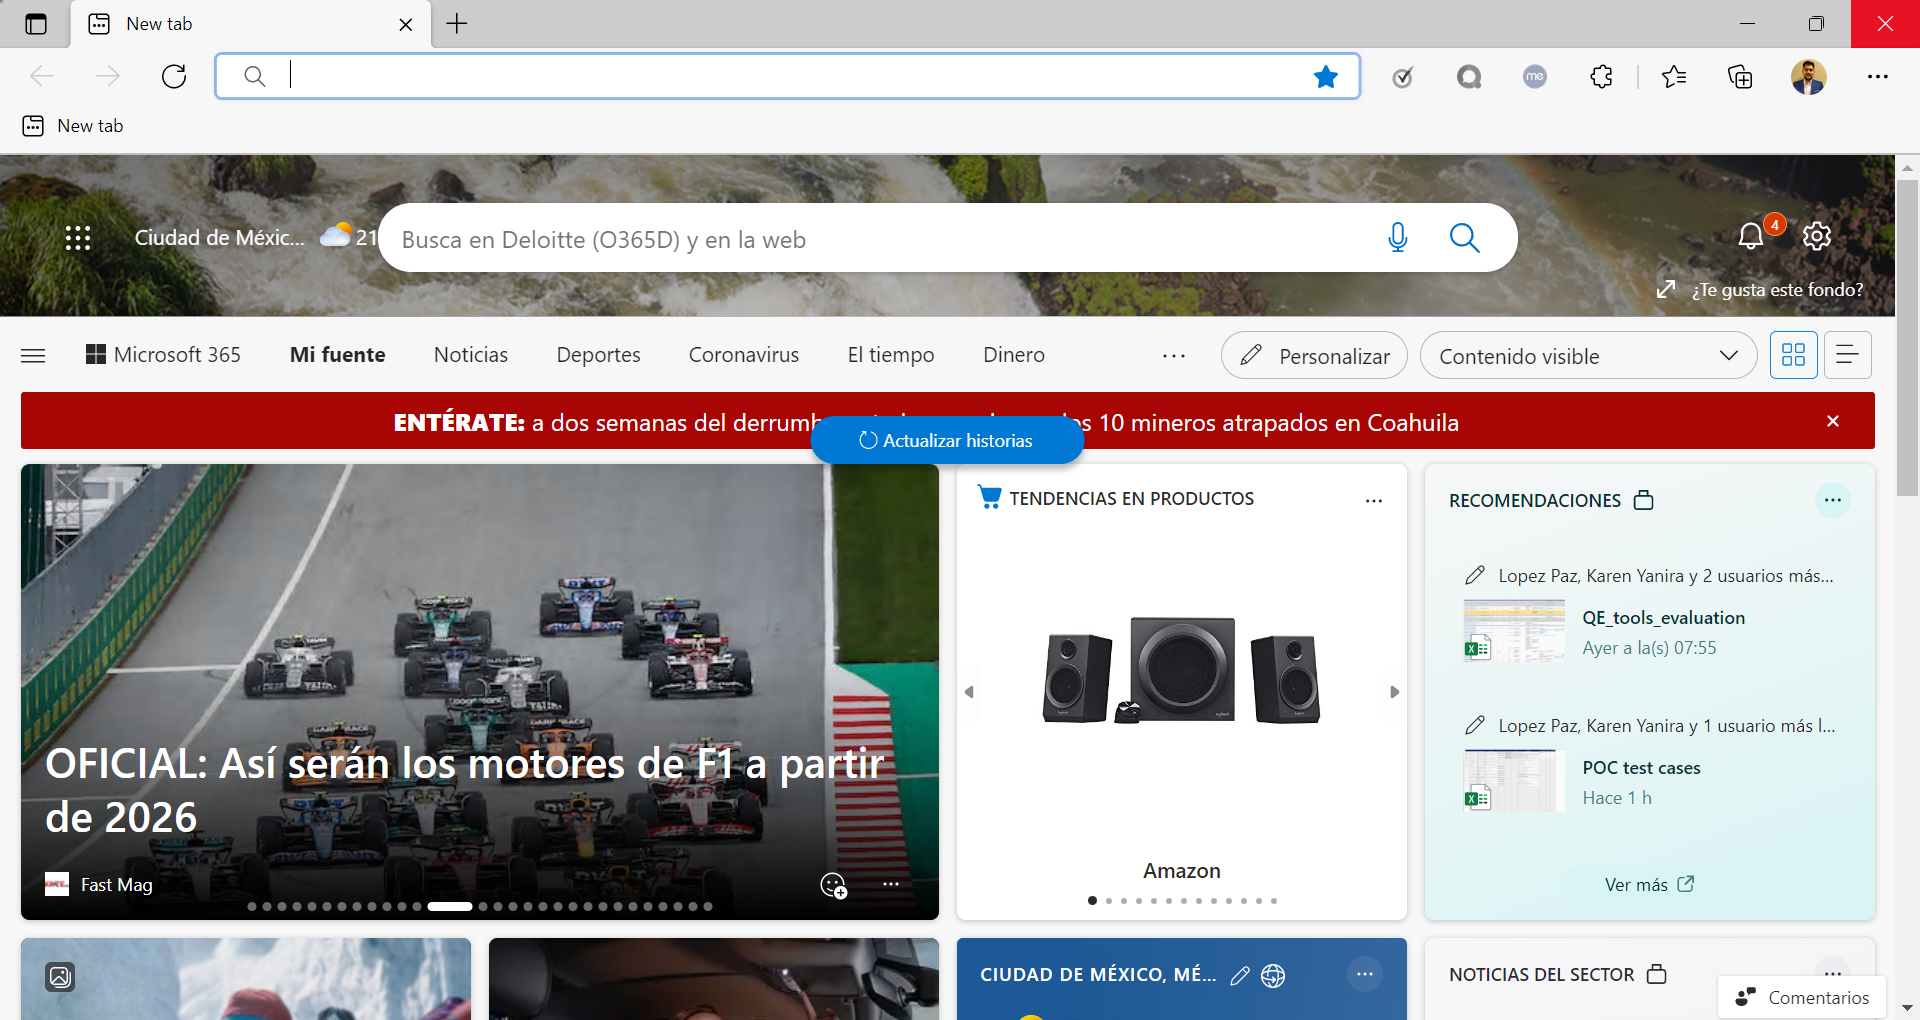 New tab
me
New tab
Ciudad de Méxic... 21
Busca en Deloitte (O365D) y en la web
4
¿Te gusta este fondo?
Microsoft 365
Mi fuente
Noticias
Deportes
Coronavirus
El tiempo
Dinero
Personalizar
Contenido visible
ENTÉRATE: a dos semanas del derrumb s 10 mineros atrapados en Coahuila
Actualizar historias
OFICIAL: Así serán los motores de F1 a partir
de 2026
Fast Mag
TENDENCIAS EN PRODUCTOS
Amazon
RECOMENDACIONES
Lopez Paz, Karen Yanira y 2 usuarios más...
QE_tools_evaluation
Ayer a la(s) 07:55
Lopez Paz, Karen Yanira y 1 usuario más l...
POC test cases
Hace 1 h
Ver más
CIUDAD DE MÉXICO, MÉ...
NOTICIAS DEL SECTOR
Comentarios